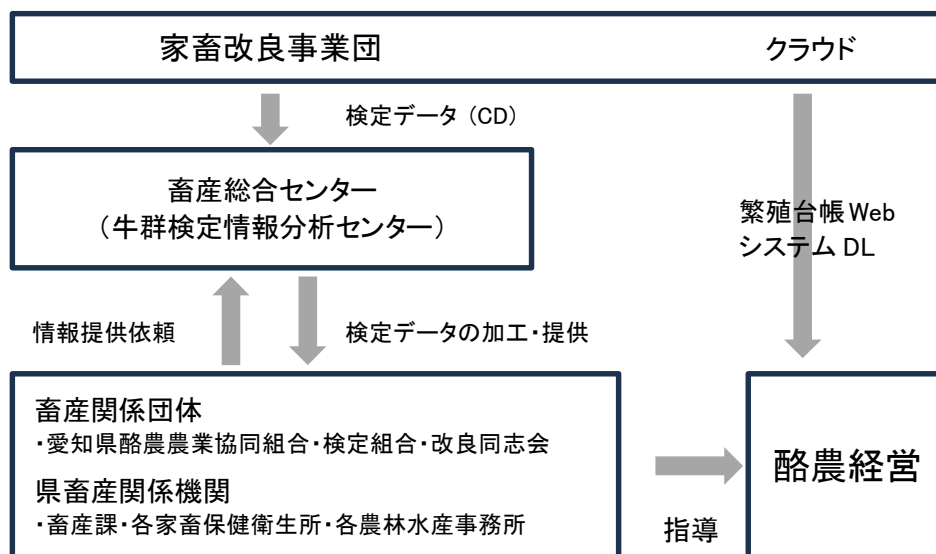 家畜改良事業団
クラウド
検定データ（CD）
畜産総合センター
（牛群検定情報分析センター）
繁殖台帳Web
システム DL
情報提供依頼
検定データの加工・提供
畜産関係団体
・愛知県酪農農業協同組合・検定組合・改良同志会
県畜産関係機関
・畜産課・各家畜保健衛生所・各農林水産事務所
指導
酪農経営